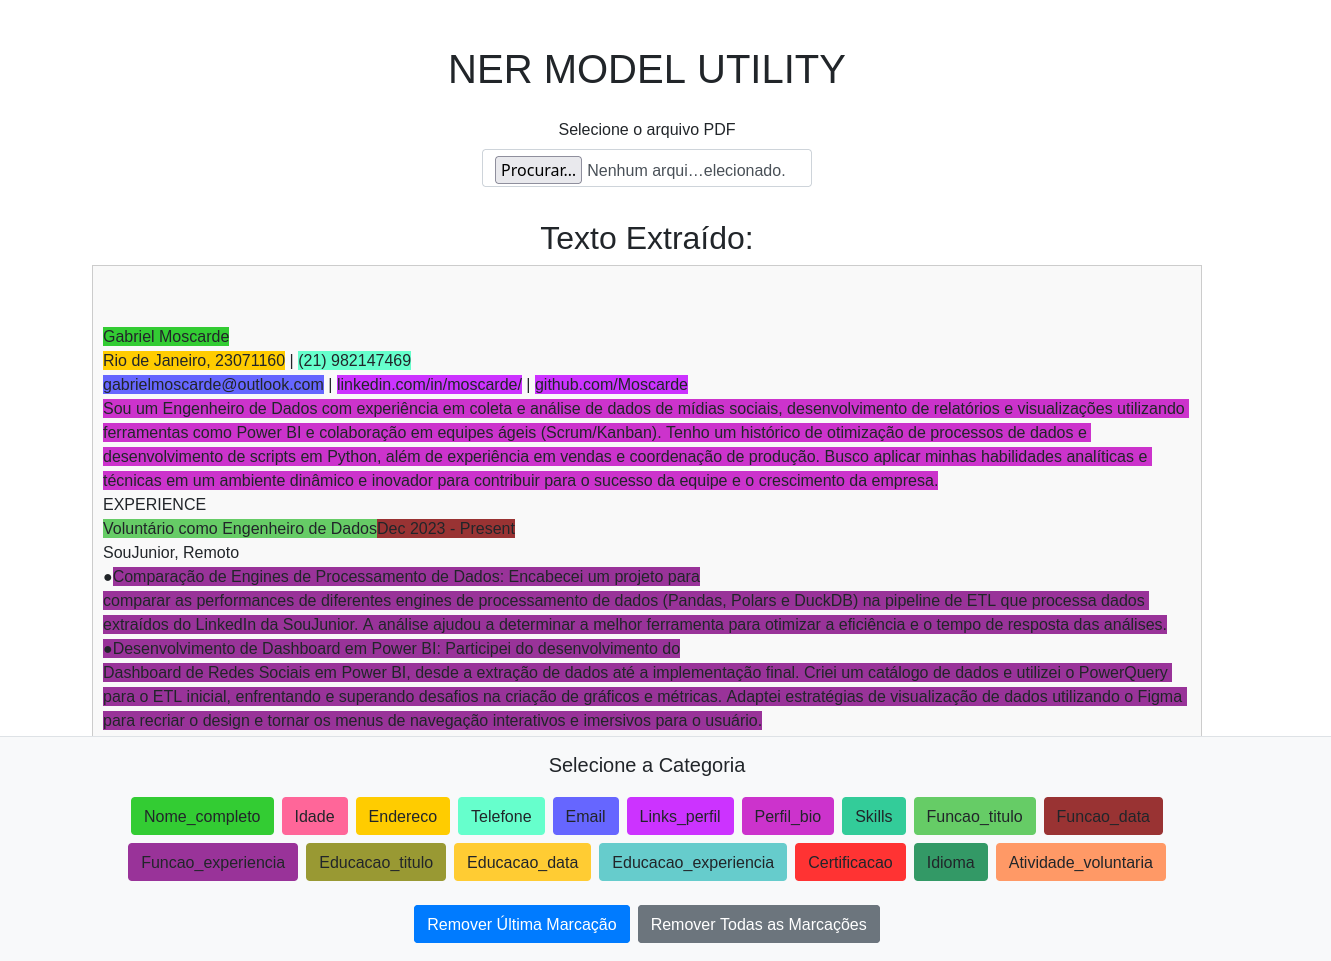 NER MODEL UTILITY
Selecione o arquivo PDF
Procurar... Nenhum arqui…elecionado.
Texto Extraído:
Gabriel Moscarde
Rio de Janeiro, 23071160 | (21) 982147469
gabrielmoscarde@outlook.com | linkedin.com/in/moscarde/ | github.com/Moscarde
Sou um Engenheiro de Dados com experiência em coleta e análise de dados de mídias sociais, desenvolvimento de relatórios e visualizações utilizando
ferramentas como Power BI e colaboração em equipes ágeis (Scrum/Kanban). Tenho um histórico de otimização de processos de dados e
desenvolvimento de scripts em Python, além de experiência em vendas e coordenação de produção. Busco aplicar minhas habilidades analíticas e
técnicas em um ambiente dinâmico e inovador para contribuir para o sucesso da equipe e o crescimento da empresa.
EXPERIENCE
Voluntário como Engenheiro de DadosDec 2023 - Present
SouJunior, Remoto
●Comparação de Engines de Processamento de Dados: Encabecei um projeto para
comparar as performances de diferentes engines de processamento de dados (Pandas, Polars e DuckDB) na pipeline de ETL que processa dados
extraídos do LinkedIn da SouJunior. A análise ajudou a determinar a melhor ferramenta para otimizar a eficiência e o tempo de resposta das análises.
●Desenvolvimento de Dashboard em Power BI: Participei do desenvolvimento do
Dashboard de Redes Sociais em Power BI, desde a extração de dados até a implementação final. Criei um catálogo de dados e utilizei o PowerQuery
para o ETL inicial, enfrentando e superando desafios na criação de gráficos e métricas. Adaptei estratégias de visualização de dados utilizando o Figma
para recriar o design e tornar os menus de navegação interativos e imersivos para o usuário.
Selecione a Categoria
Nome_completo Idade Endereco Telefone Email Links_perfil Perfil_bio Skills Funcao_titulo Funcao_data
Funcao_experiencia Educacao_titulo Educacao_data Educacao_experiencia Certificacao Idioma Atividade_voluntaria
Remover Última Marcação Remover Todas as Marcações